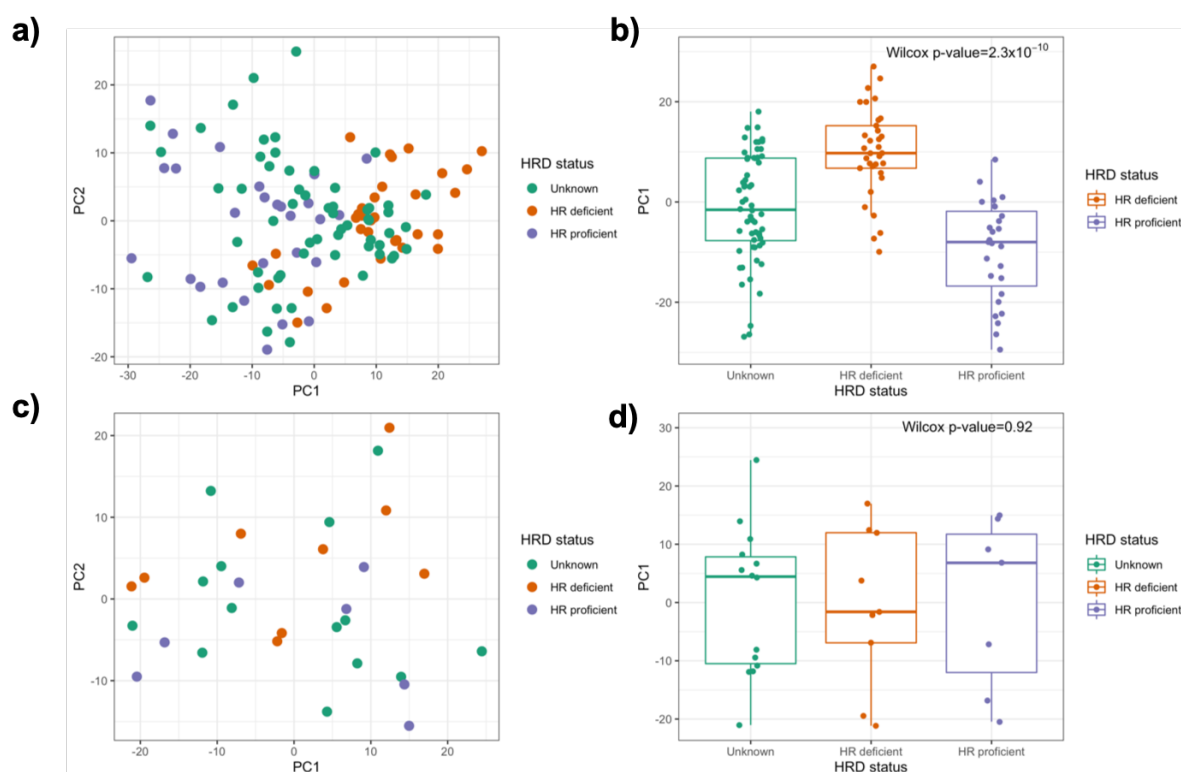 a)
20
10
0
-10
-20
PC2
-30
-20
-10
0
10
20
PC1
HRD status
Unknown
HR deficient
HR proficient
b)
Wilcox p-value=2.3x10⁻¹⁰
20
0
-20
PC1
Unknown
HR deficient
HR proficient
HRD status
HRD status
HR deficient
HR proficient
c)
20
10
0
-10
PC2
-20
-10
0
10
20
PC1
HRD status
Unknown
HR deficient
HR proficient
d)
Wilcox p-value=0.92
30
20
10
0
-10
-20
PC1
Unknown
HR deficient
HR proficient
HRD status
HRD status
Unknown
HR deficient
HR proficient